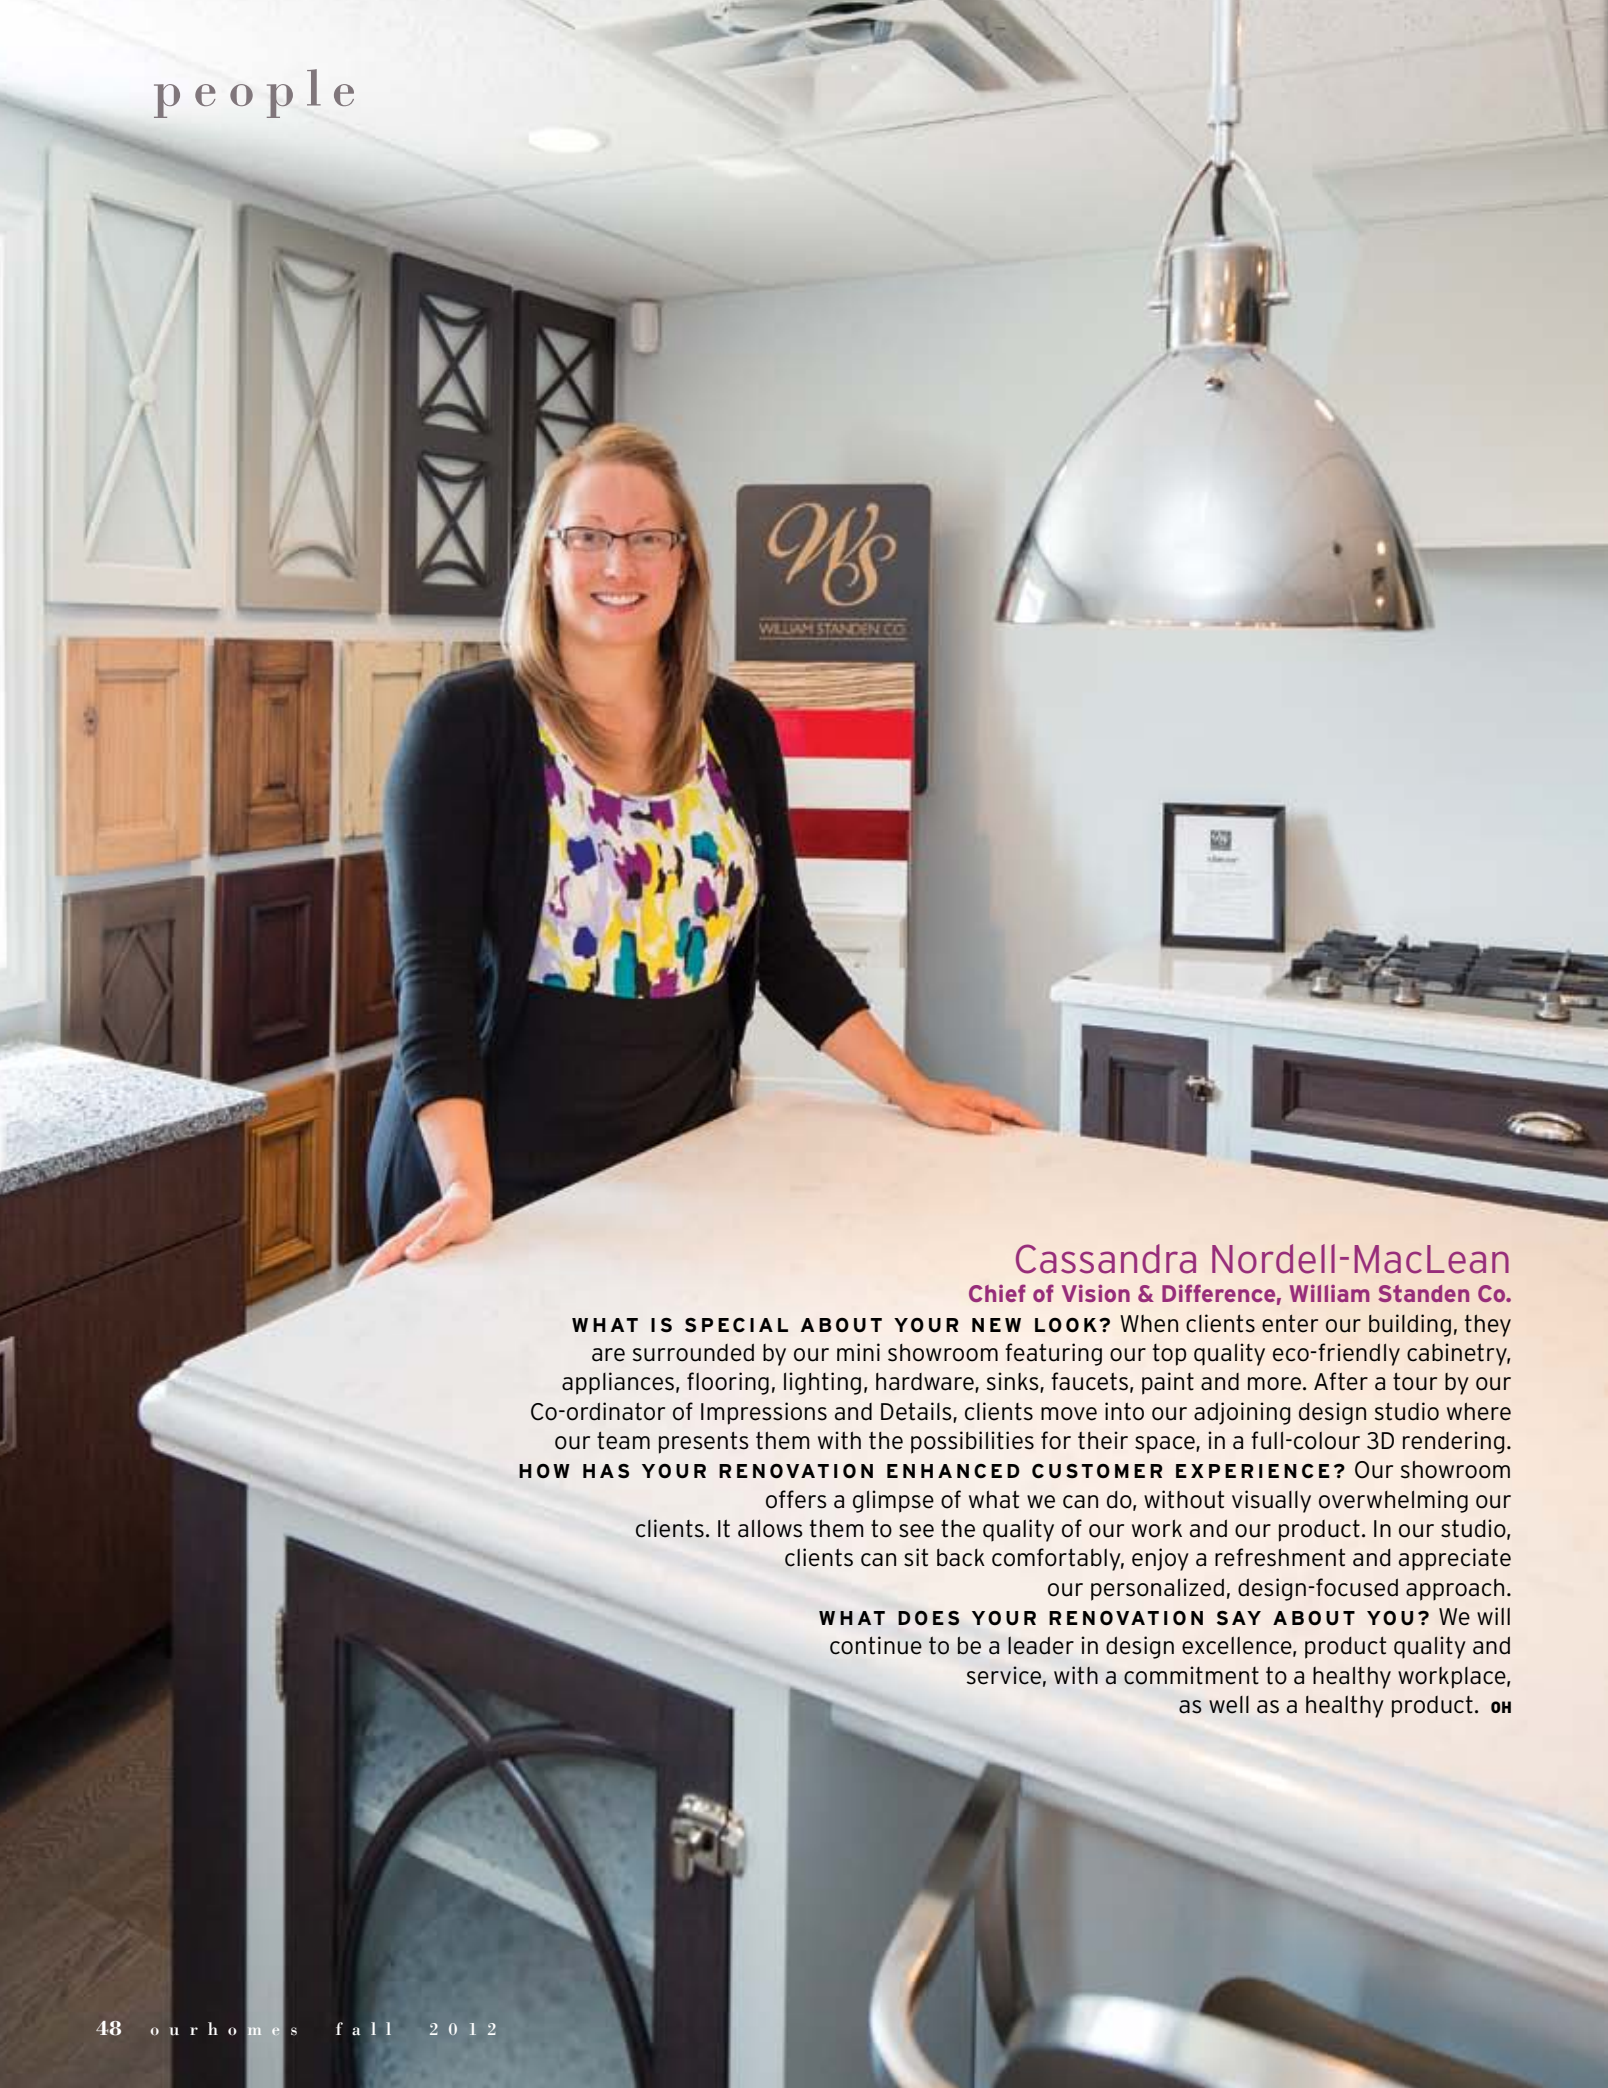 people
WS
WILLIAM STANDEN CO
Cassandra Nordell-MacLean
Chief of Vision & Difference, William Standen Co.
WHAT IS SPECIAL ABOUT YOUR NEW LOOK? When clients enter our building, they
are surrounded by our mini showroom featuring our top quality eco-friendly cabinetry,
appliances, flooring, lighting, hardware, sinks, faucets, paint and more. After a tour by our
Co-ordinator of Impressions and Details, clients move into our adjoining design studio where
our team presents them with the possibilities for their space, in a full-colour 3D rendering.
HOW HAS YOUR RENOVATION ENHANCED CUSTOMER EXPERIENCE? Our showroom
offers a glimpse of what we can do, without visually overwhelming our
clients. It allows them to see the quality of our work and our product. In our studio,
clients can sit back comfortably, enjoy a refreshment and appreciate
our personalized, design-focused approach.
WHAT DOES YOUR RENOVATION SAY ABOUT YOU? We will
continue to be a leader in design excellence, product quality and
service, with a commitment to a healthy workplace,
as well as a healthy product. OH
48 ourhomes fall 2012